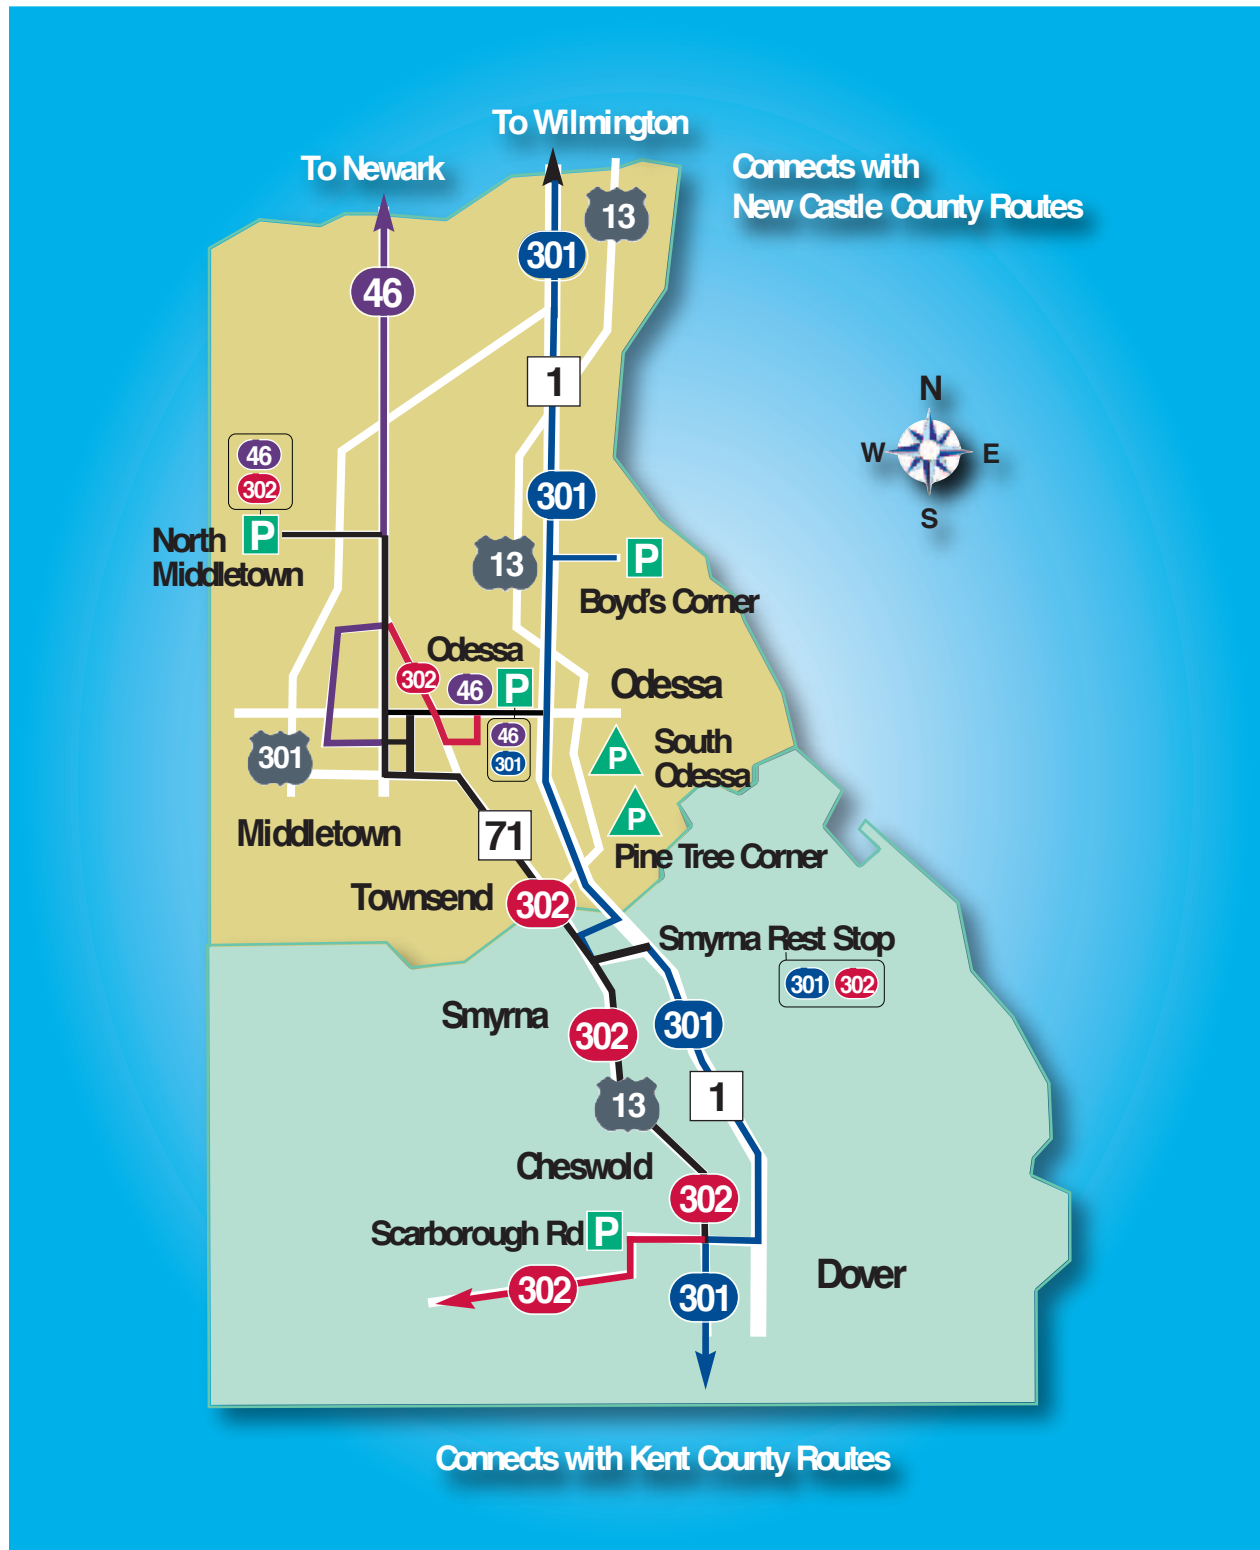 To Wilmington
To Newark
Connects with
New Castle County Routes
13
301
46
1
N
W
E
S
46
302
301
North
Middletown
P
13
P
Boyd's Corner
Odessa
302
46
P
Odessa
46
301
South
Odessa
P
301
P
Pine Tree Corner
Middletown
71
Townsend
302
Smyrna Rest Stop
301
302
Smyrna
302
301
13
1
Cheswold
302
Scarborough Rd
P
302
301
Dover
Connects with Kent County Routes